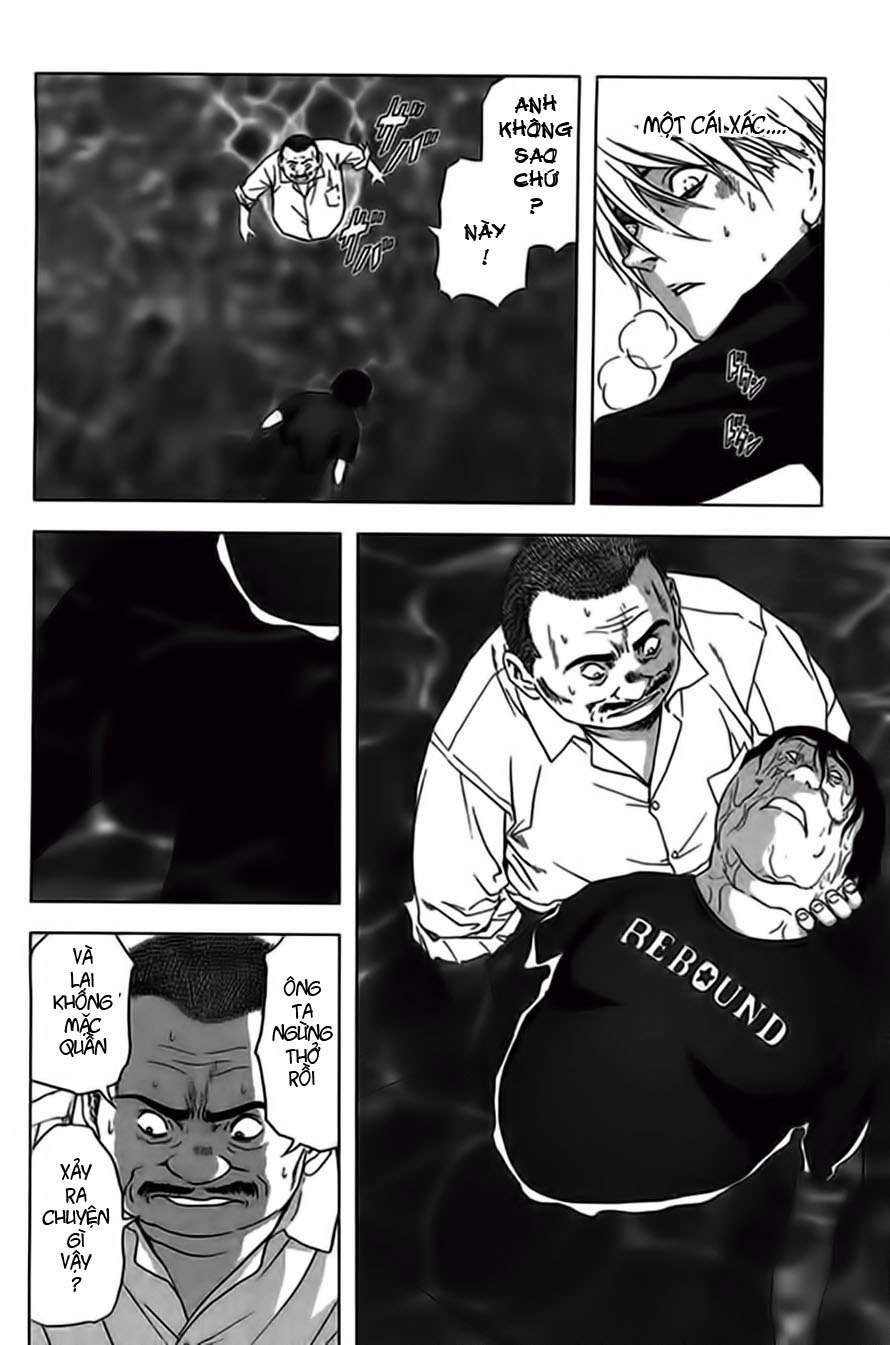 MỘT CÁI XÁC....
ANH
KHÔNG
SAO
CHỨ
?
NÀY
!
REBOUND
ÔNG
TA
NGỪNG
THỞ
RỒI
VÀ
LẠI
KHÔNG
MẶC
QUẦN
XẢY
RA
CHUYỆN
GÌ
VẬY
?